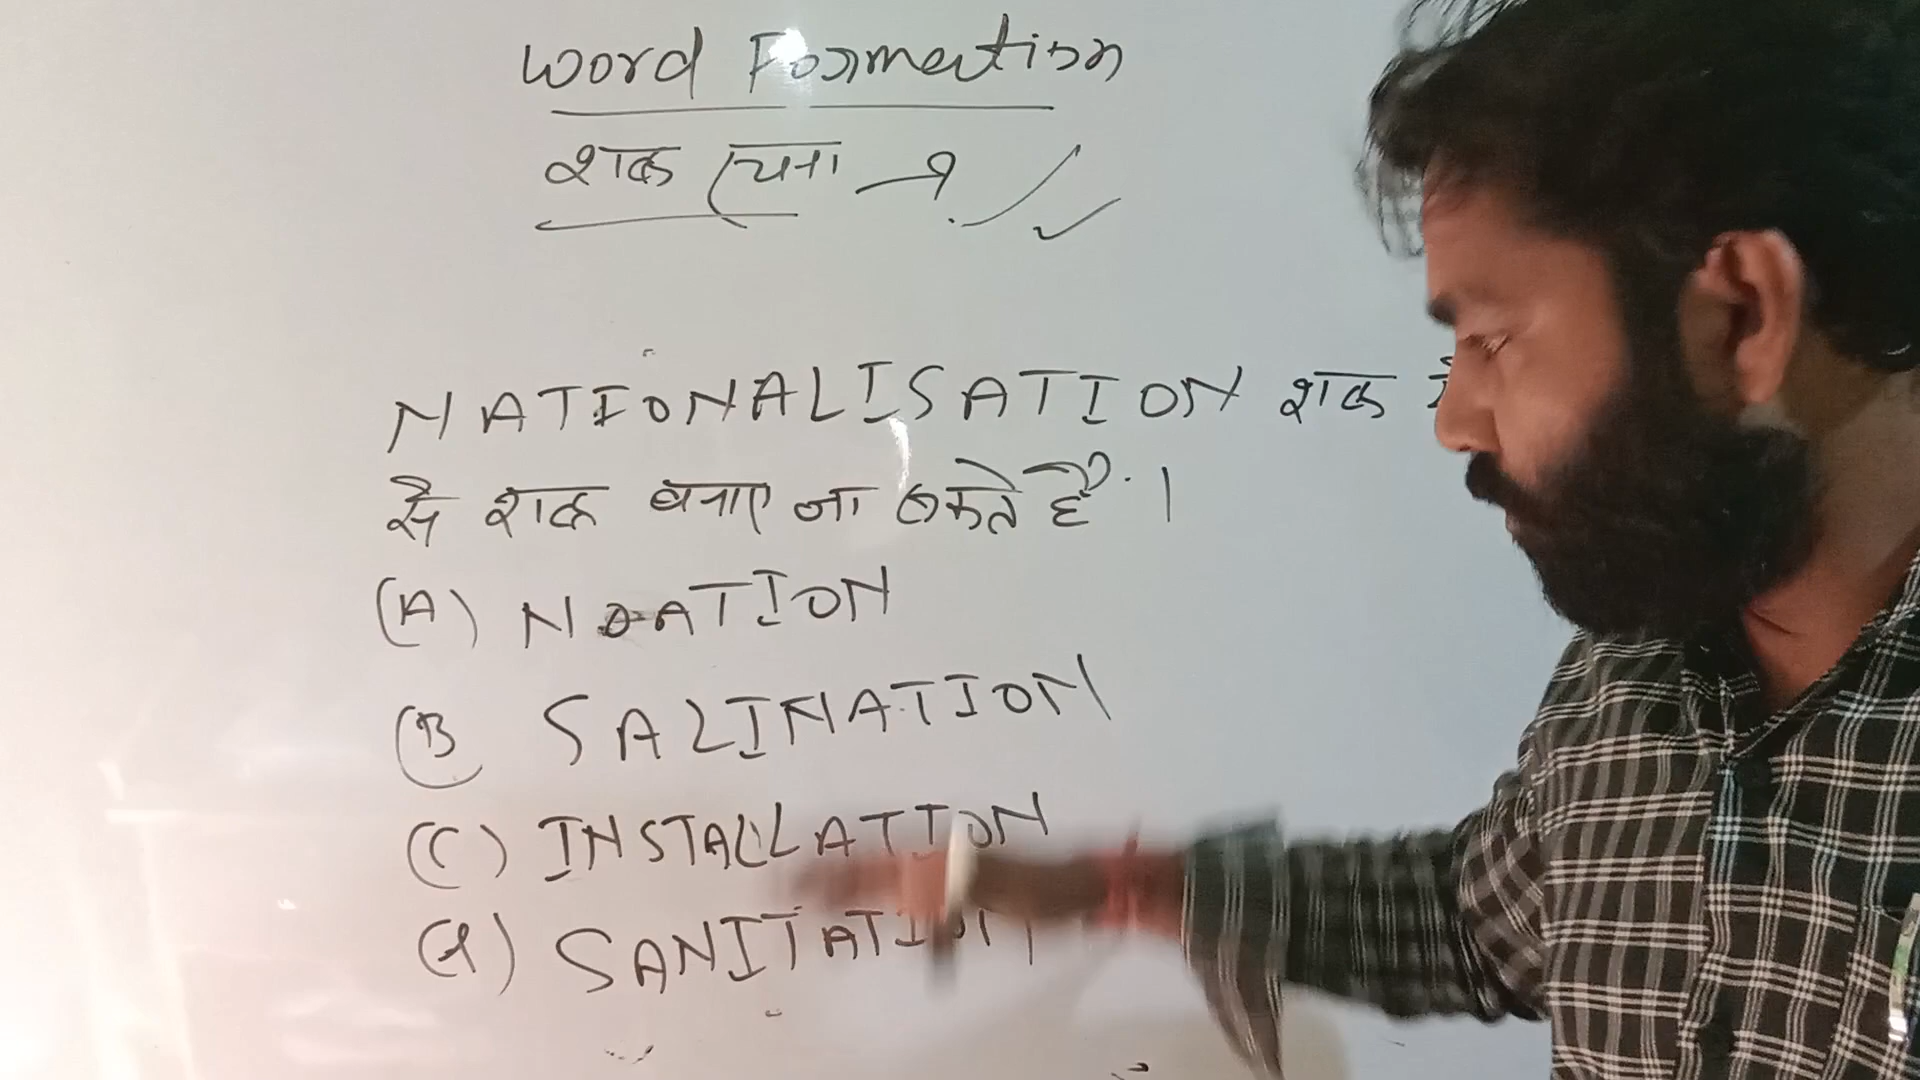 Word Formation
शब्द रचना → ?
NATIONALISATION शब्द
से शब्द बनाए जा सकते हैं।
(A) NOATION
(B SALINATION
(C) INSTALLATION
(d) SANITATION